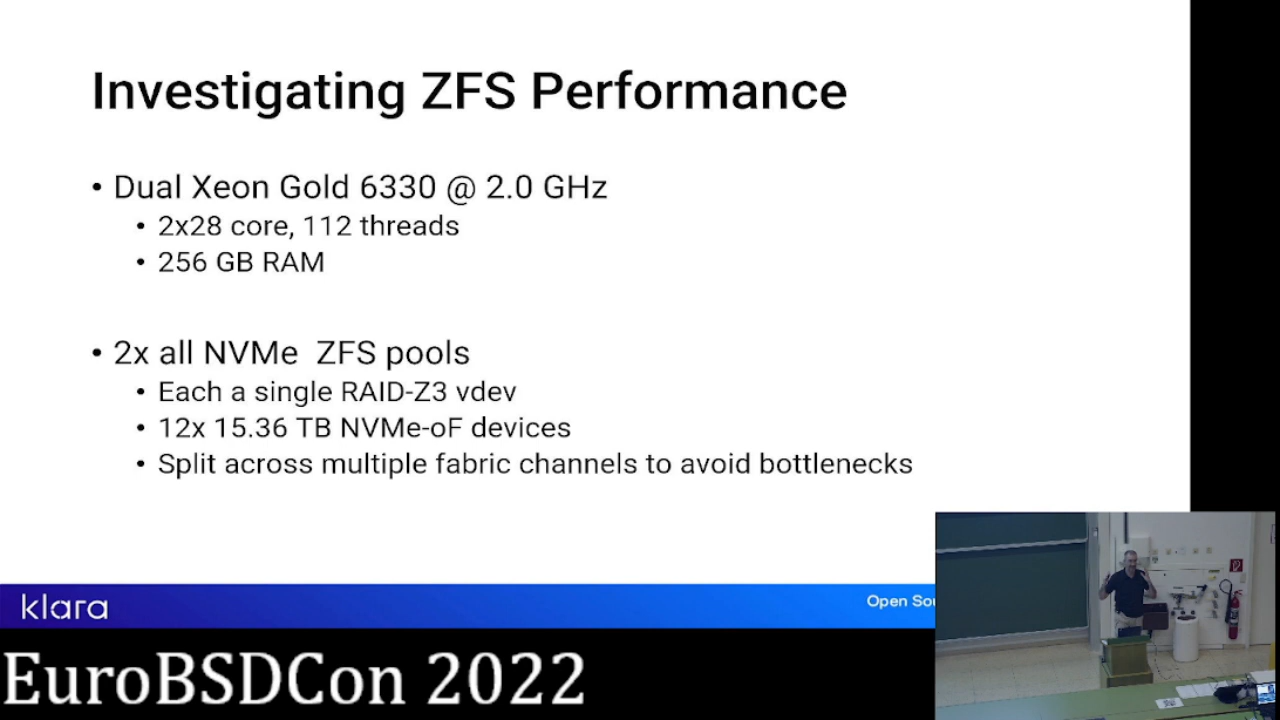 Investigating ZFS Performance
• Dual Xeon Gold 6330 @ 2.0 GHz
• 2x28 core, 112 threads
• 256 GB RAM
• 2x all NVMe ZFS pools
• Each a single RAID-Z3 vdev
• 12x 15.36 TB NVMe-oF devices
• Split across multiple fabric channels to avoid bottlenecks
klara
Open Sou
EuroBSDCon 2022